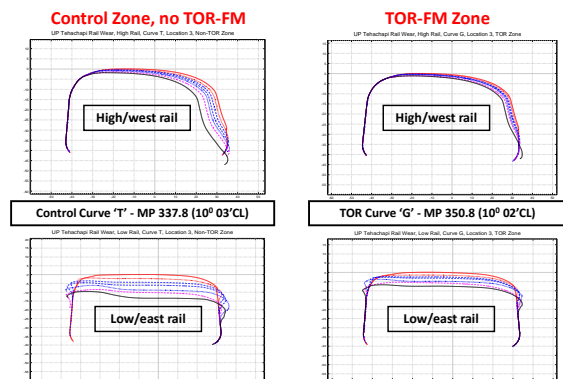 Control Zone, no TOR-FM
TOR-FM Zone
UP Tehachapi Rail Wear, High Rail, Curve T, Location 3, Non-TOR Zone
UP Tehachapi Rail Wear, High Rail, Curve G, Location 3, TOR Zone
High/west rail
High/west rail
Control Curve ‘T’ - MP 337.8 (10⁰ 03’CL)
TOR Curve ‘G’ - MP 350.8 (10⁰ 02’CL)
UP Tehachapi Rail Wear, Low Rail, Curve T, Location 3, Non-TOR Zone
UP Tehachapi Rail Wear, Low Rail, Curve G, Location 3, TOR Zone
Low/east rail
Low/east rail